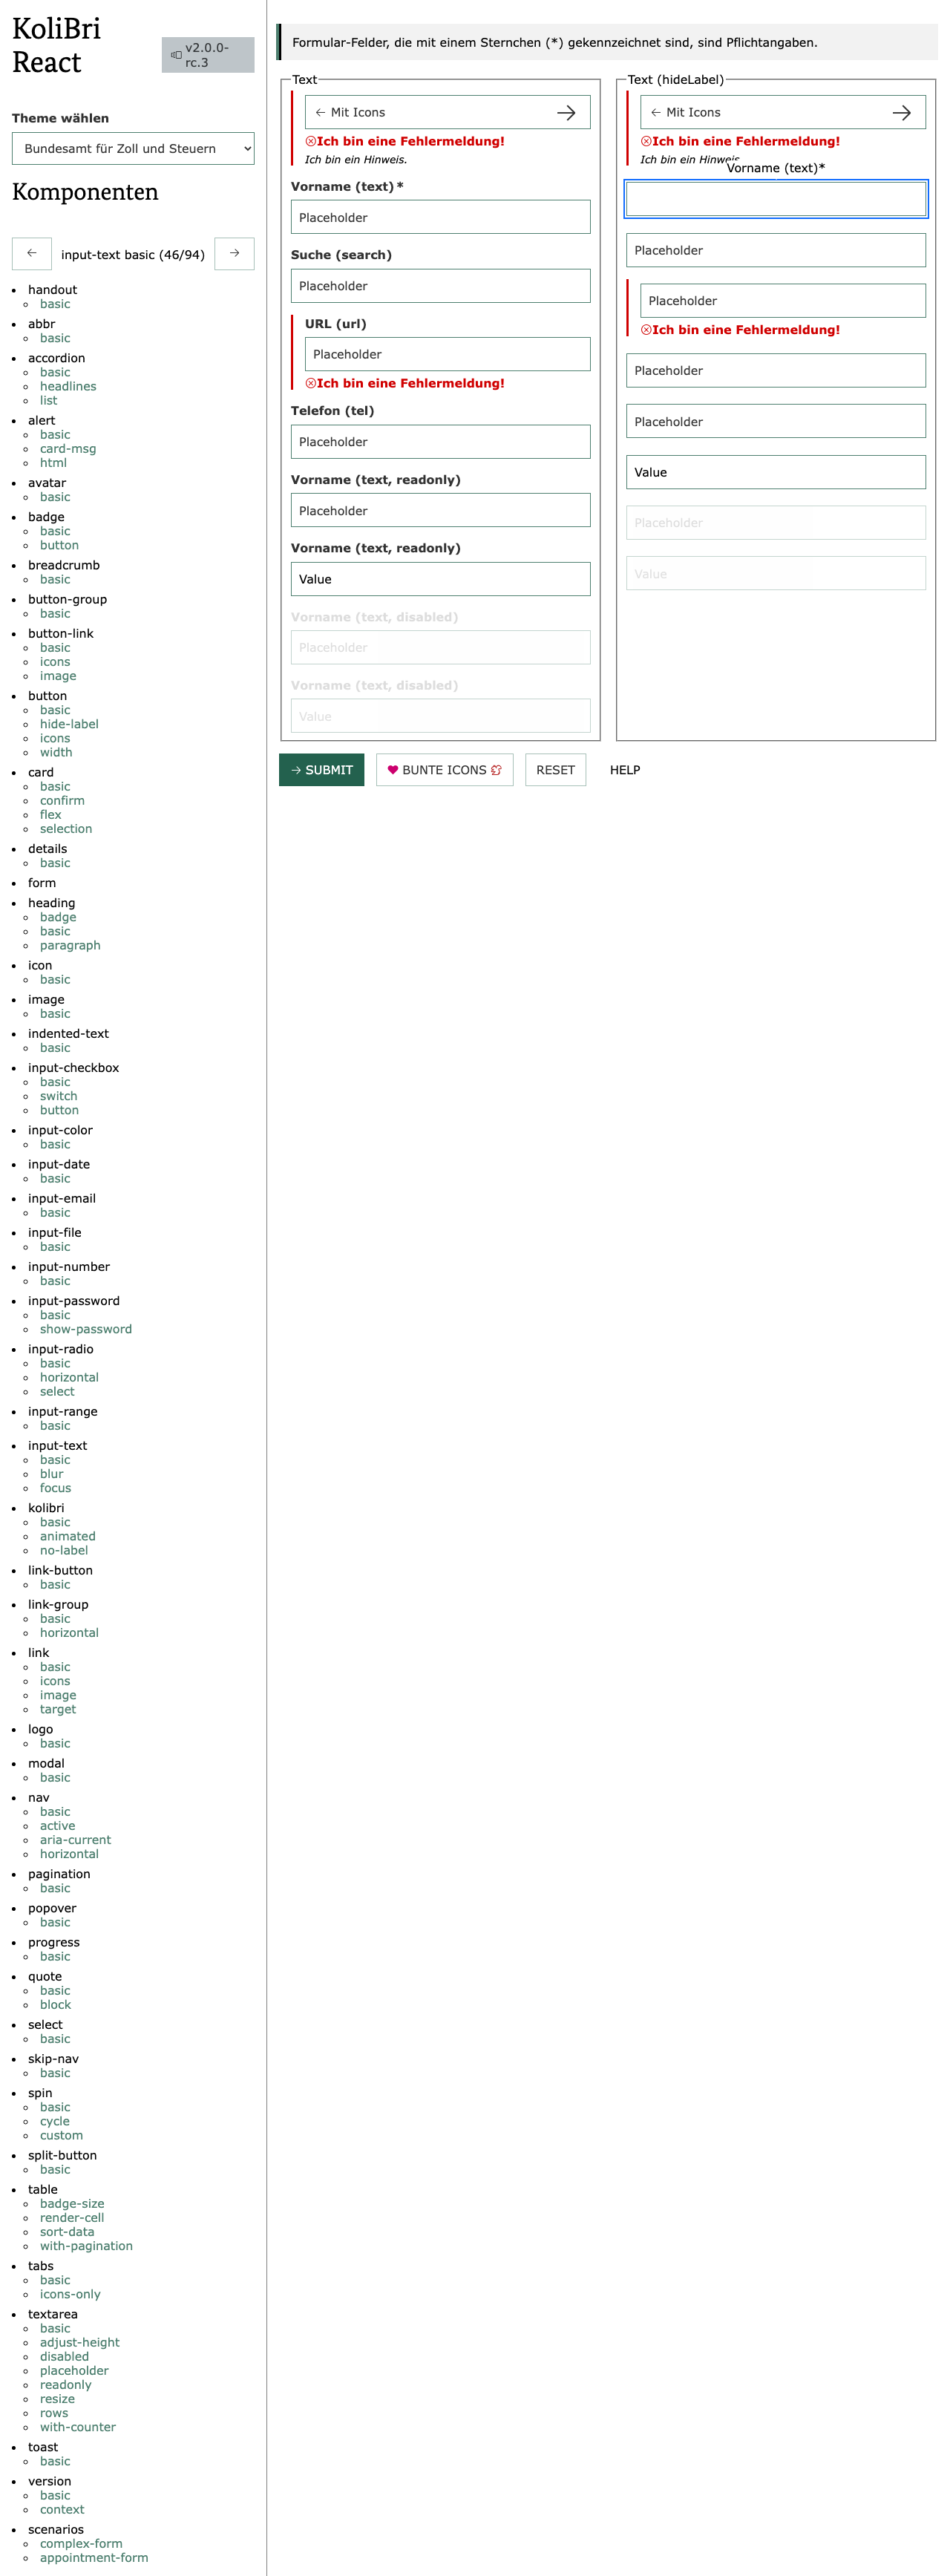 KoliBri
React
v2.0.0-
rc.3
Theme wählen
Bundesamt für Zoll und Steuern
Komponenten
← input-text basic (46/94) →
handout
basic
abbr
basic
accordion
basic
headlines
list
alert
basic
card-msg
html
avatar
basic
badge
basic
button
breadcrumb
basic
button-group
basic
button-link
basic
icons
image
button
basic
hide-label
icons
width
card
basic
confirm
flex
selection
details
basic
form
heading
badge
basic
paragraph
icon
basic
image
basic
indented-text
basic
input-checkbox
basic
switch
button
input-color
basic
input-date
basic
input-email
basic
input-file
basic
input-number
basic
input-password
basic
show-password
input-radio
basic
horizontal
select
input-range
basic
input-text
basic
blur
focus
kolibri
basic
animated
no-label
link-button
basic
link-group
basic
horizontal
link
basic
icons
image
target
logo
basic
modal
basic
nav
basic
active
aria-current
horizontal
pagination
basic
popover
basic
progress
basic
quote
basic
block
select
basic
skip-nav
basic
spin
basic
cycle
custom
split-button
basic
table
badge-size
render-cell
sort-data
with-pagination
tabs
basic
icons-only
textarea
basic
adjust-height
disabled
placeholder
readonly
resize
rows
with-counter
toast
basic
version
basic
context
scenarios
complex-form
appointment-form
Formular-Felder, die mit einem Sternchen (*) gekennzeichnet sind, sind Pflichtangaben.
Text
← Mit Icons →
Ich bin eine Fehlermeldung!
Ich bin ein Hinweis.
Vorname (text) *
Placeholder
Suche (search)
Placeholder
URL (url)
Placeholder
Ich bin eine Fehlermeldung!
Telefon (tel)
Placeholder
Vorname (text, readonly)
Placeholder
Vorname (text, readonly)
Value
Vorname (text, disabled)
Placeholder
Vorname (text, disabled)
Value
Text (hideLabel)
← Mit Icons →
Ich bin eine Fehlermeldung!
Ich bin ein Hinweis.
Vorname (text)*
Placeholder
Placeholder
Ich bin eine Fehlermeldung!
Placeholder
Placeholder
Value
Placeholder
Value
→ SUBMIT
BUNTE ICONS
RESET
HELP